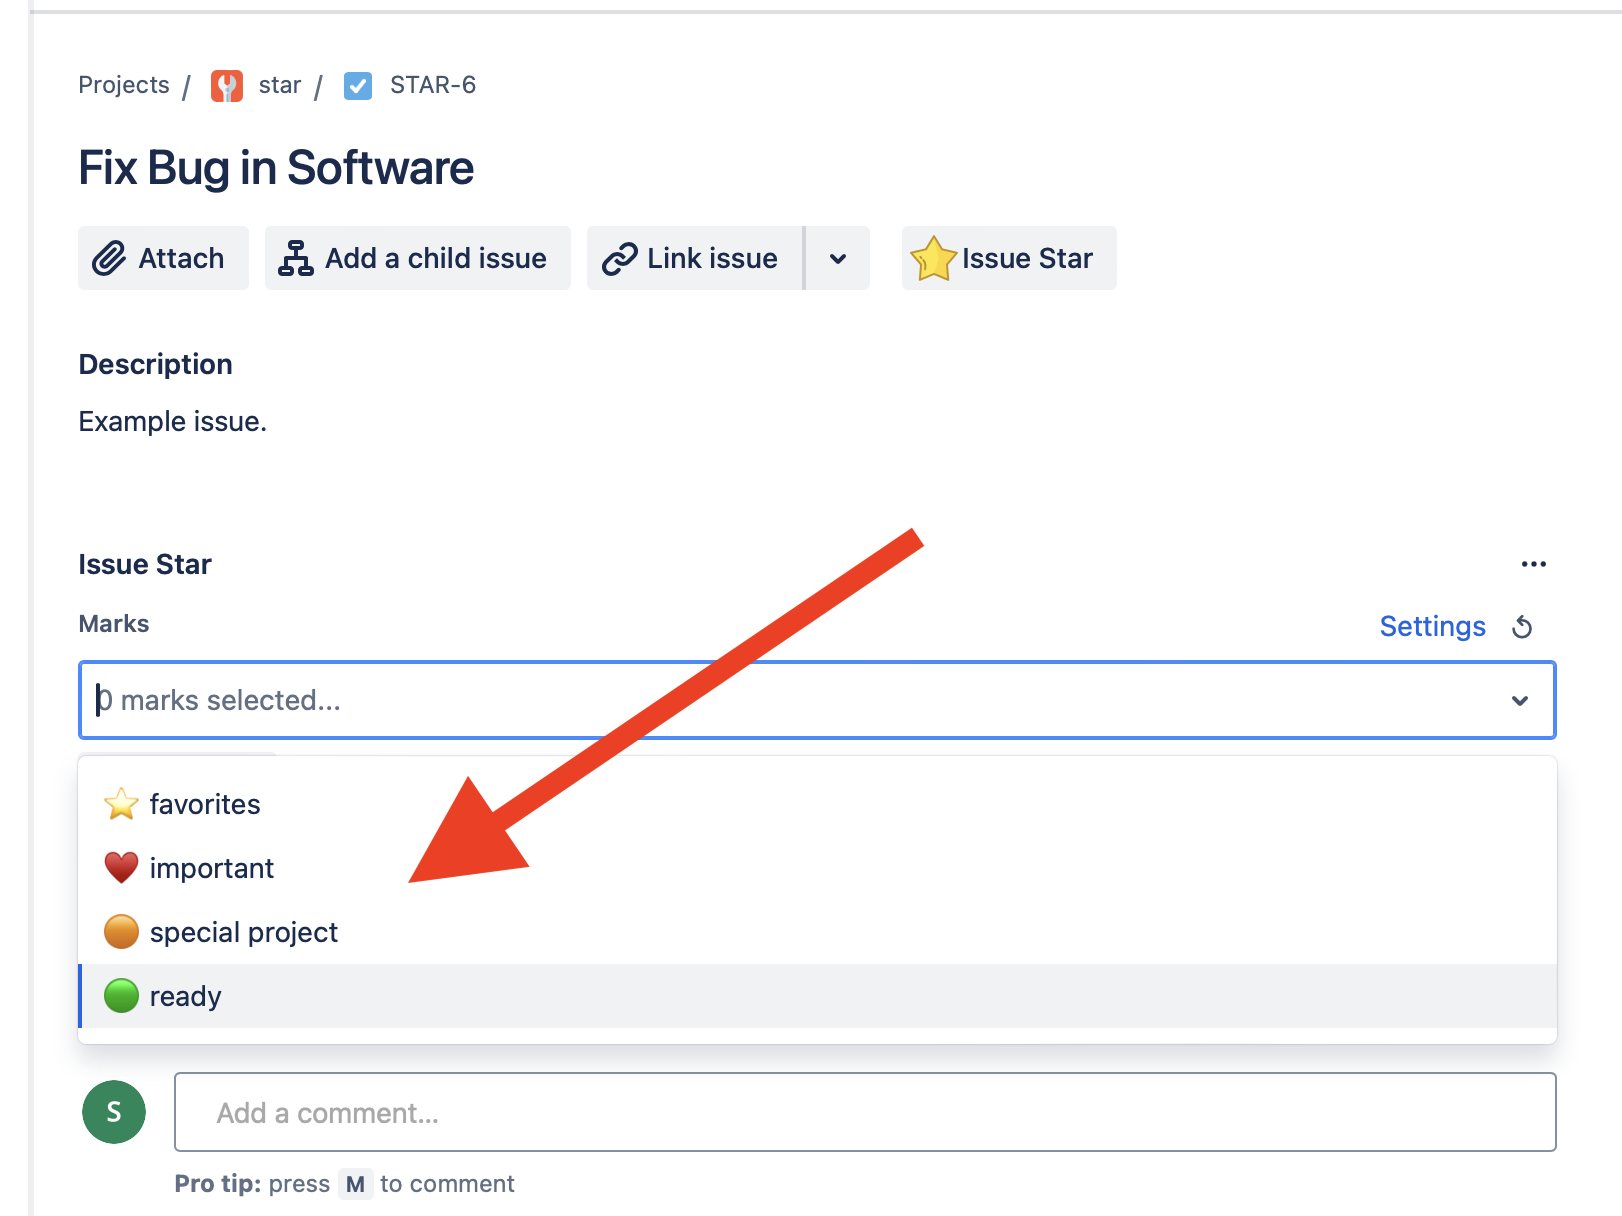 Projects / star / STAR-6
Fix Bug in Software
Attach Add a child issue Link issue Issue Star
Description
Example issue.
Issue Star
Marks Settings
0 marks selected...
favorites
important
special project
ready
S Add a comment...
Pro tip: press M to comment